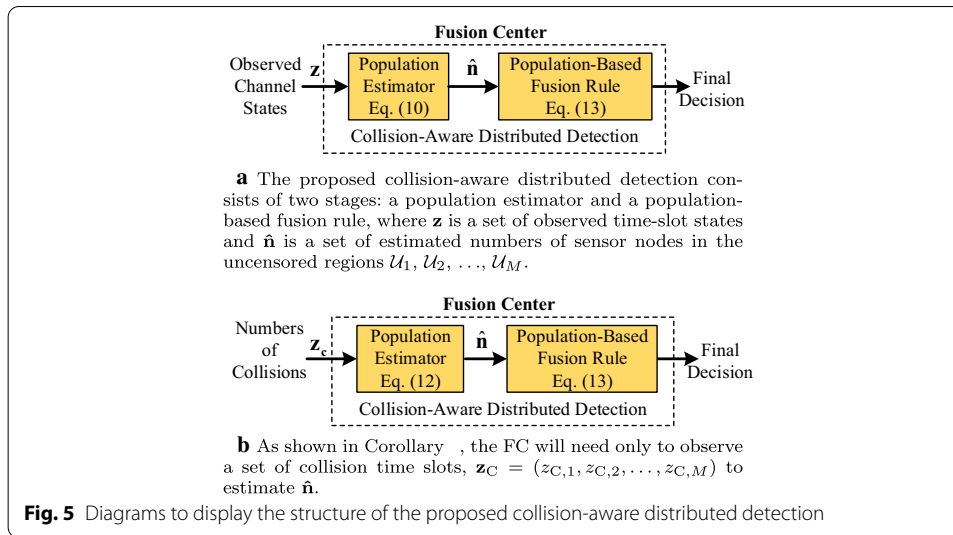 Fusion Center
Observed
Channel
States
z
Population
Estimator
Eq. (10)
n̂
Population-Based
Fusion Rule
Eq. (13)
Final
Decision
Collision-Aware Distributed Detection
a The proposed collision-aware distributed detection con-
sists of two stages: a population estimator and a population-
based fusion rule, where z is a set of observed time-slot states
and n̂ is a set of estimated numbers of sensor nodes in the
uncensored regions 𝒰₁, 𝒰₂, …, 𝒰_M.
Fusion Center
Numbers
of
Collisions
z_c
Population
Estimator
Eq. (12)
n̂
Population-Based
Fusion Rule
Eq. (13)
Final
Decision
Collision-Aware Distributed Detection
b As shown in Corollary , the FC will need only to observe
a set of collision time slots, z_C = (z_{C,1}, z_{C,2}, . . . , z_{C,M}) to
estimate n̂.
Fig. 5 Diagrams to display the structure of the proposed collision-aware distributed detection